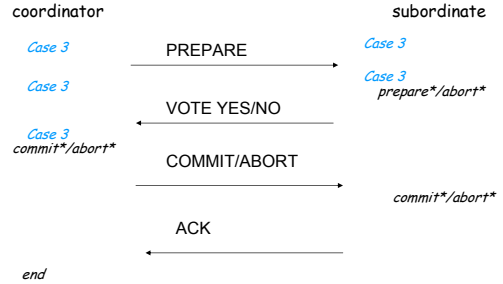 coordinator
subordinate
Case 3
PREPARE
Case 3
Case 3
Case 3
prepare*/abort*
VOTE YES/NO
Case 3
commit*/abort*
COMMIT/ABORT
commit*/abort*
ACK
end